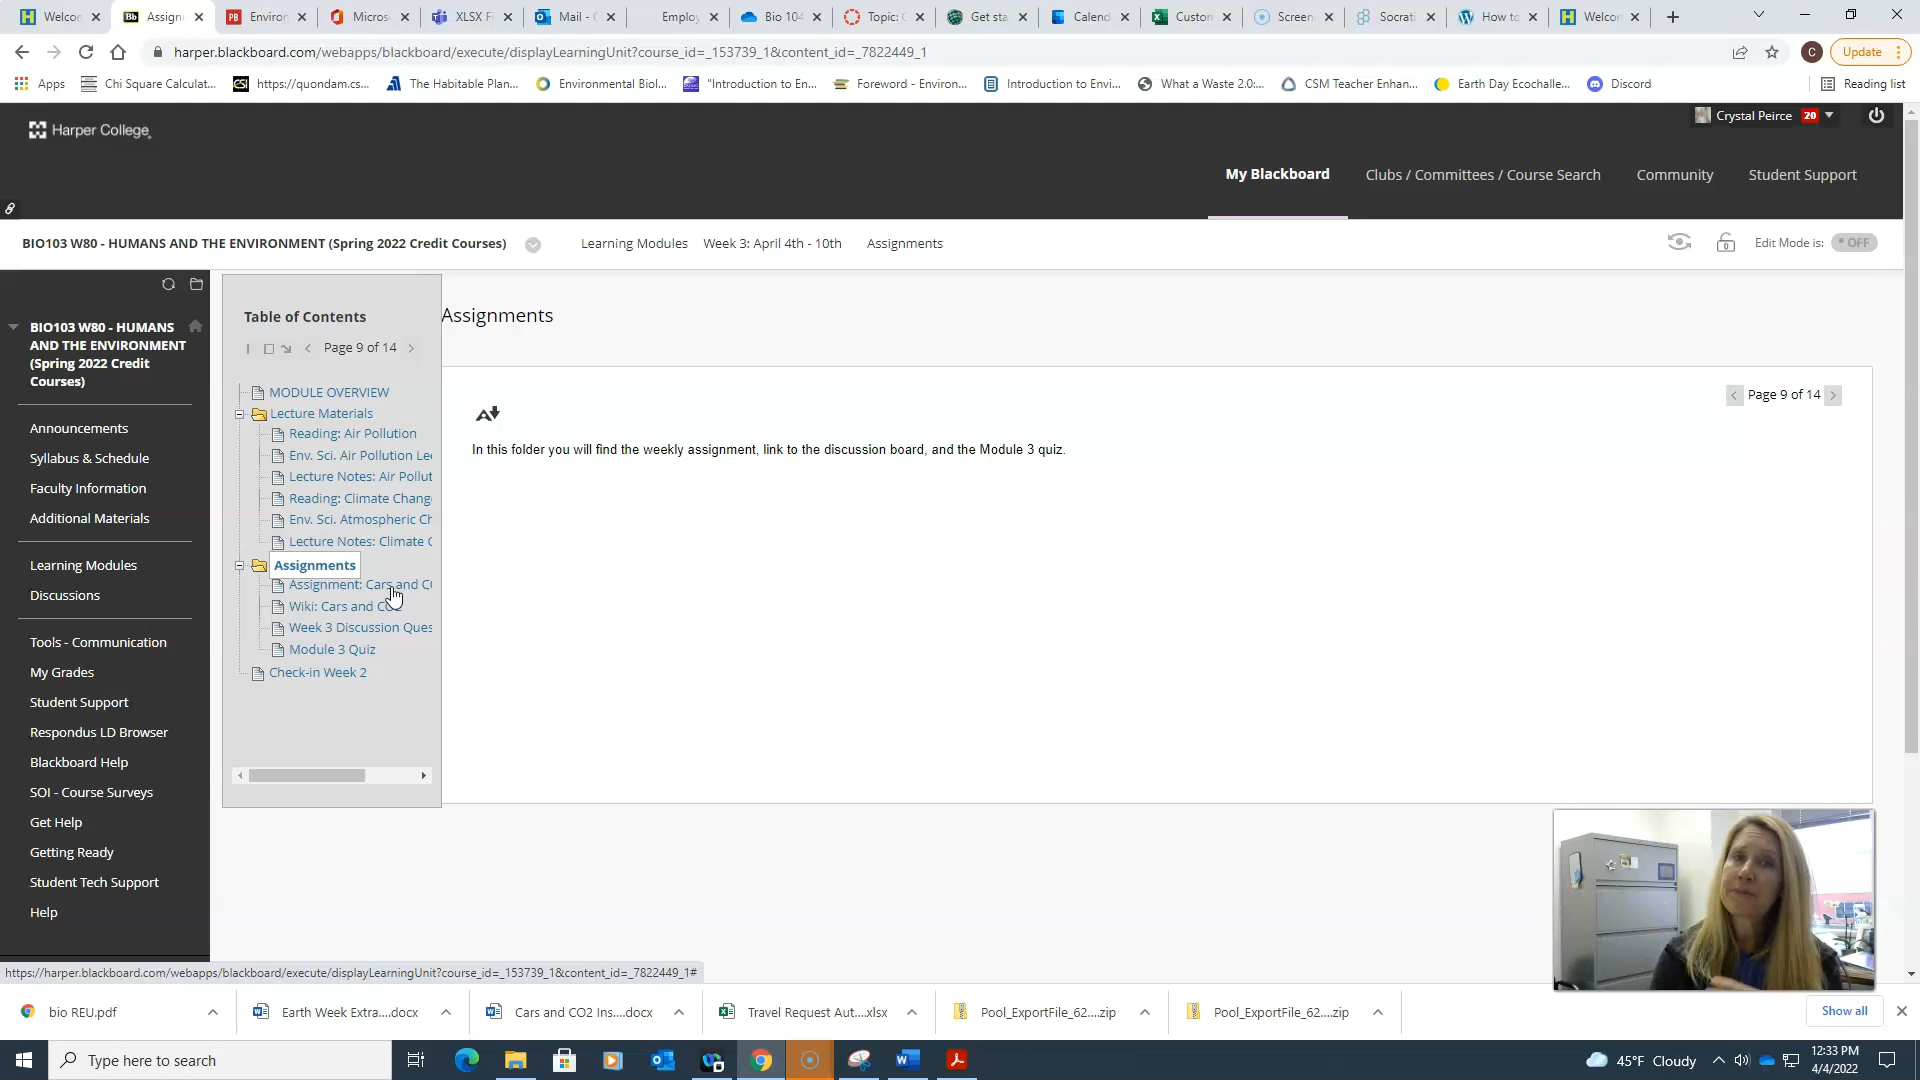 Welcon
Assign
Environ
Micros
XLSX F
Mail - C
Employ
Bio 104
Topic: C
Get sta
Calend
Custon
Screen
Socrati
How to
Welcon
harper.blackboard.com/webapps/blackboard/execute/displayLearningUnit?course_id=_153739_1&content_id=_7822449_1
C
Update
Apps
Chi Square Calculat...
https://quondam.cs...
The Habitable Plan...
Environmental Biol...
"Introduction to En...
Foreword - Environ...
Introduction to Envi...
What a Waste 2.0:...
CSM Teacher Enhan...
Earth Day Ecochalle...
Discord
Reading list
Harper College
Crystal Peirce 20
My Blackboard
Clubs / Committees / Course Search
Community
Student Support
BIO103 W80 - HUMANS AND THE ENVIRONMENT (Spring 2022 Credit Courses)
Learning Modules
Week 3: April 4th - 10th
Assignments
Edit Mode is: OFF
BIO103 W80 - HUMANS
AND THE ENVIRONMENT
(Spring 2022 Credit
Courses)
Announcements
Syllabus & Schedule
Faculty Information
Additional Materials
Learning Modules
Discussions
Tools - Communication
My Grades
Student Support
Respondus LD Browser
Blackboard Help
SOI - Course Surveys
Get Help
Getting Ready
Student Tech Support
Help
Table of Contents
Page 9 of 14
MODULE OVERVIEW
Lecture Materials
Reading: Air Pollution
Env. Sci. Air Pollution Lec
Lecture Notes: Air Pollut
Reading: Climate Chang
Env. Sci. Atmospheric Ch
Lecture Notes: Climate C
Assignments
Assignment: Cars and CO
Wiki: Cars and CO2
Week 3 Discussion Ques
Module 3 Quiz
Check-in Week 2
Assignments
Page 9 of 14
In this folder you will find the weekly assignment, link to the discussion board, and the Module 3 quiz.
https://harper.blackboard.com/webapps/blackboard/execute/displayLearningUnit?course_id=_153739_1&content_id=_7822449_1#
bio REU.pdf
Earth Week Extra....docx
Cars and CO2 Ins....docx
Travel Request Aut....xlsx
Pool_ExportFile_62....zip
Pool_ExportFile_62....zip
Show all
Type here to search
45°F Cloudy
12:33 PM
4/4/2022